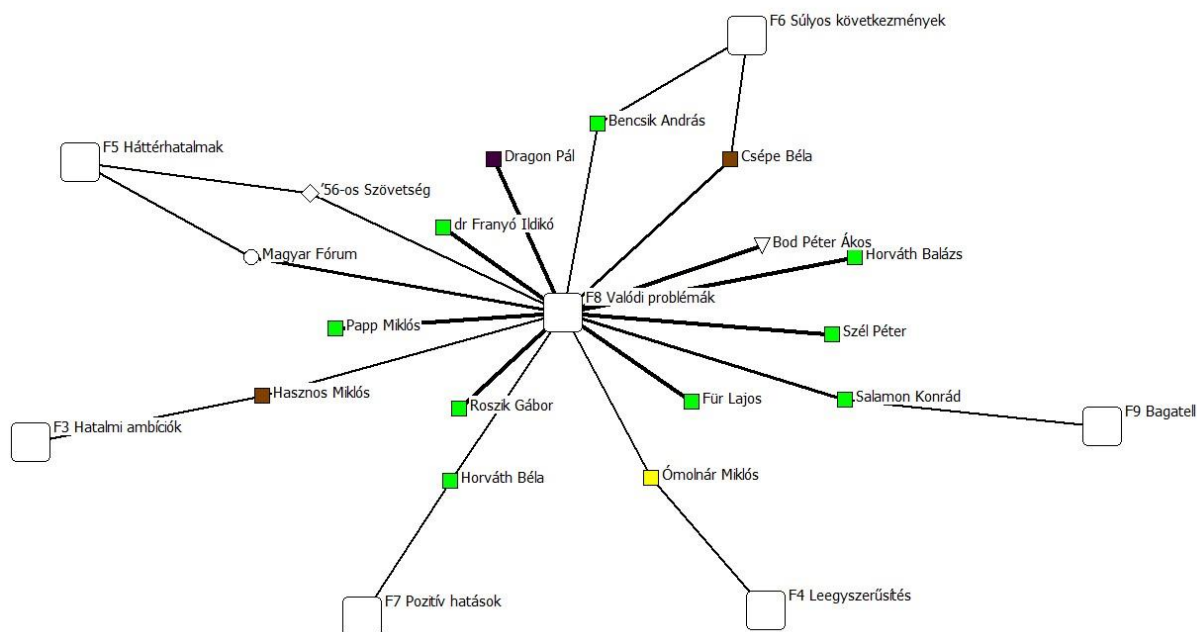 F6 Súlyos következmények
Bencsik András
F5 Háttérhatalmak
Dragon Pál
Csépe Béla
'56-os Szövetség
dr Franyó Ildikó
Bod Péter Ákos
Magyar Fórum
Horváth Balázs
F8 Valódi problémák
Papp Miklós
Szél Péter
Hasznos Miklós
Roszik Gábor
Für Lajos
Salamon Konrád
F3 Hatalmi ambíciók
F9 Bagatell
Horváth Béla
Ómolnár Miklós
F7 Pozitív hatások
F4 Leegyszerűsítés